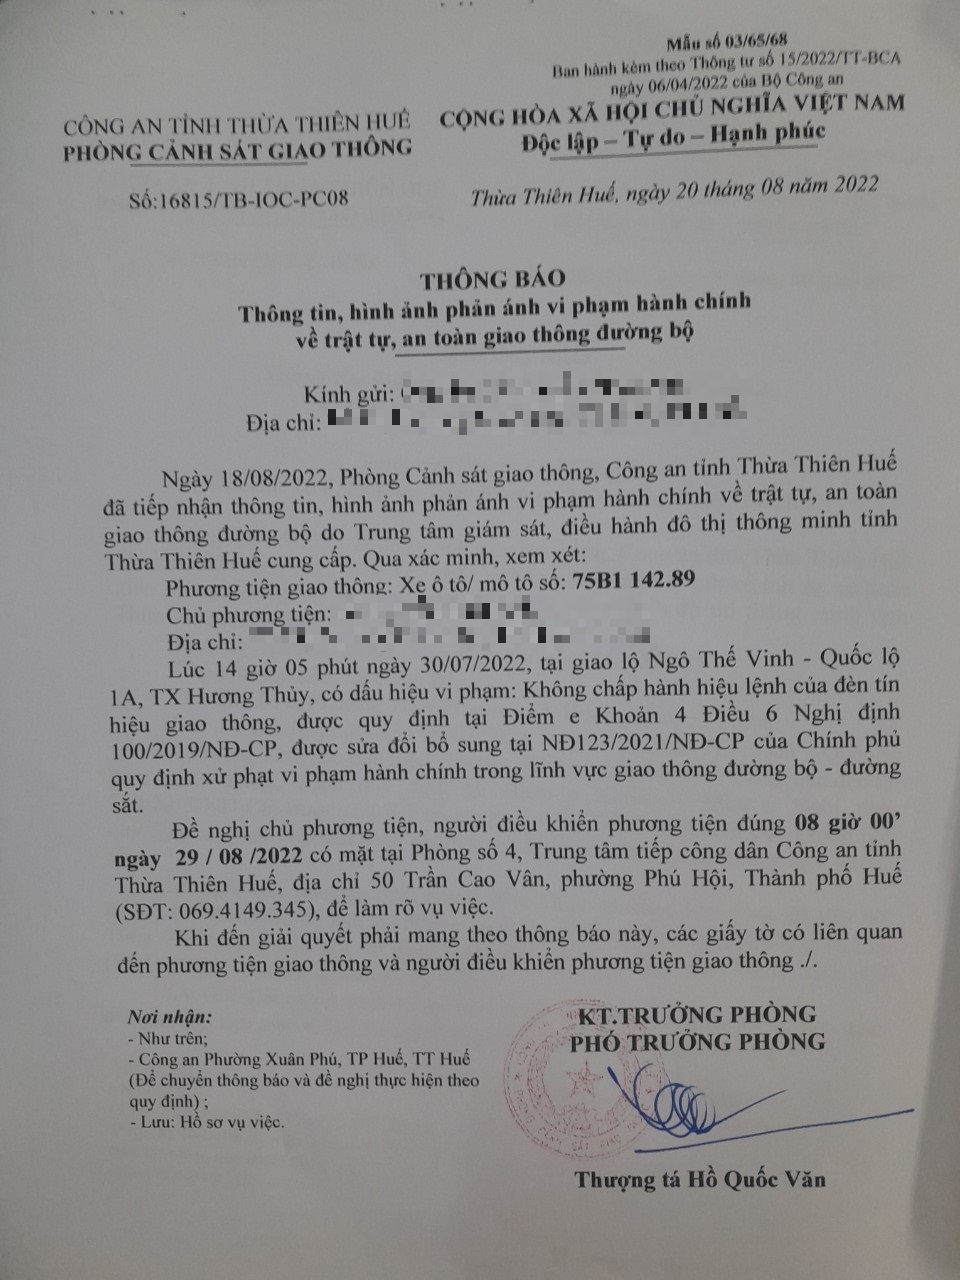 Mẫu số 03/65/68
Ban hành kèm theo Thông tư số 15/2022/TT-BCA
ngày 06/04/2022 của Bộ Công an
CÔNG AN TỈNH THỪA THIÊN HUẾ
PHÒNG CẢNH SÁT GIAO THÔNG
CỘNG HÒA XÃ HỘI CHỦ NGHĨA VIỆT NAM
Độc lập – Tự do – Hạnh phúc
Số:16815/TB-IOC-PC08
Thừa Thiên Huế, ngày 20 tháng 08 năm 2022
THÔNG BÁO
Thông tin, hình ảnh phản ánh vi phạm hành chính
về trật tự, an toàn giao thông đường bộ
Kính gửi:
Địa chỉ:
Ngày 18/08/2022, Phòng Cảnh sát giao thông, Công an tỉnh Thừa Thiên Huế
đã tiếp nhận thông tin, hình ảnh phản ánh vi phạm hành chính về trật tự, an toàn
giao thông đường bộ do Trung tâm giám sát, điều hành đô thị thông minh tỉnh
Thừa Thiên Huế cung cấp. Qua xác minh, xem xét:
Phương tiện giao thông: Xe ô tô/ mô tô số: 75B1 142.89
Chủ phương tiện:
Địa chỉ:
Lúc 14 giờ 05 phút ngày 30/07/2022, tại giao lộ Ngô Thế Vinh - Quốc lộ
1A, TX Hương Thủy, có dấu hiệu vi phạm: Không chấp hành hiệu lệnh của đèn tín
hiệu giao thông, được quy định tại Điểm e Khoản 4 Điều 6 Nghị định
100/2019/NĐ-CP, được sửa đổi bổ sung tại NĐ123/2021/NĐ-CP của Chính phủ
quy định xử phạt vi phạm hành chính trong lĩnh vực giao thông đường bộ - đường
sắt.
Đề nghị chủ phương tiện, người điều khiển phương tiện đúng 08 giờ 00’
ngày 29 / 08 /2022 có mặt tại Phòng số 4, Trung tâm tiếp công dân Công an tỉnh
Thừa Thiên Huế, địa chỉ 50 Trần Cao Vân, phường Phú Hội, Thành phố Huế
(SĐT: 069.4149.345), để làm rõ vụ việc.
Khi đến giải quyết phải mang theo thông báo này, các giấy tờ có liên quan
đến phương tiện giao thông và người điều khiển phương tiện giao thông ./.
Nơi nhận:
- Như trên;
- Công an Phường Xuân Phú, TP Huế, TT Huế
(Để chuyển thông báo và đề nghị thực hiện theo
quy định) ;
- Lưu: Hồ sơ vụ việc.
KT.TRƯỞNG PHÒNG
PHÓ TRƯỞNG PHÒNG
Thượng tá Hồ Quốc Văn